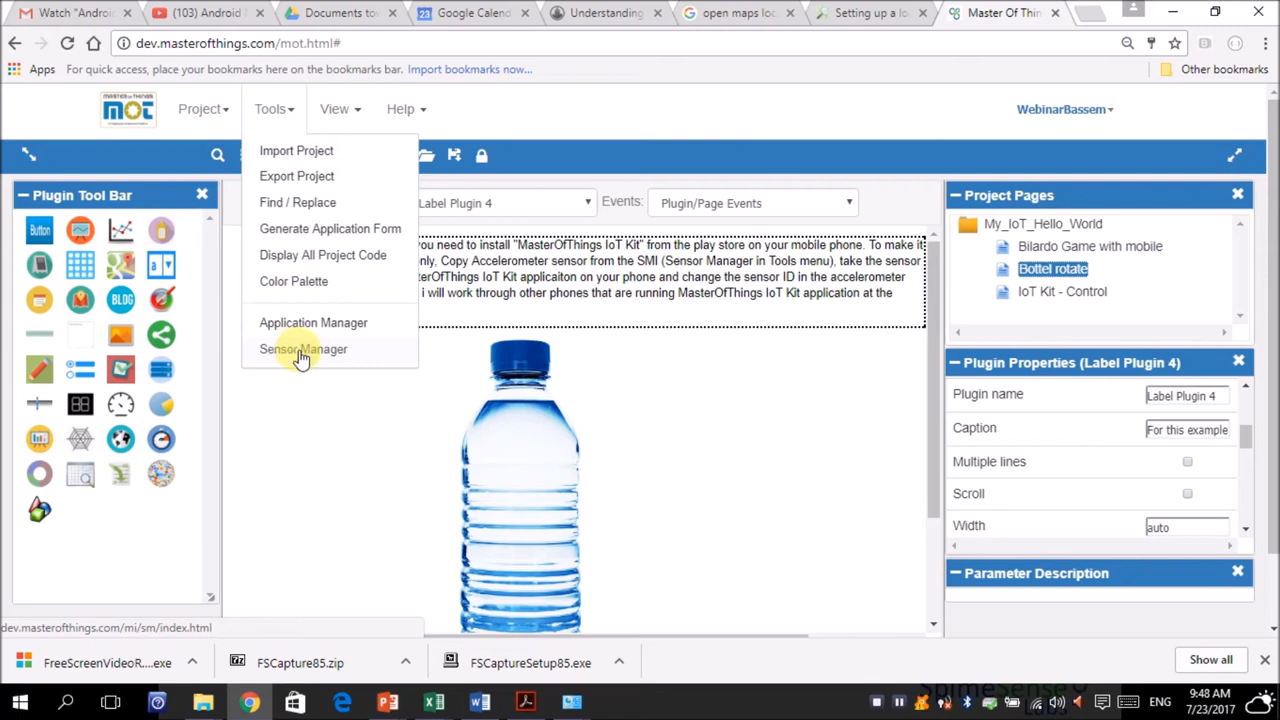 Watch "Andro
(103) Android
Documents to
Google Calen
Understanding
open maps loc
Setting up a lo
Master Of Thin
dev.masterofthings.com/mot.html#
Apps
For quick access, place your bookmarks here on the bookmarks bar. Import bookmarks now...
Other bookmarks
MASTER OF THINGS
MOT
Project
Tools
View
Help
WebinarBassem
Import Project
Export Project
Find / Replace
Generate Application Form
Display All Project Code
Color Palette
Application Manager
Sensor Manager
Plugin Tool Bar
Button
BLOG
Label Plugin 4
Events:
Plugin/Page Events
you need to install "MasterOfThings IoT Kit" from the play store on your mobile phone. To make it
only, Copy Accelerometer sensor from the SMI (Sensor Manager in Tools menu), take the sensor
terOfThings IoT Kit applicaiton on your phone and change the sensor ID in the accelerometer
i will work through other phones that are running MasterOfThings IoT Kit application at the
Project Pages
My_IoT_Hello_World
Bilardo Game with mobile
Bottel rotate
IoT Kit - Control
Plugin Properties (Label Plugin 4)
Plugin name
Label Plugin 4
Caption
For this example
Multiple lines
Scroll
Width
auto
Parameter Description
dev.masterofthings.com/mi/sm/index.html
FreeScreenVideoR....exe
FSCapture85.zip
FSCaptureSetup85.exe
Show all
ENG
9:48 AM
7/23/2017